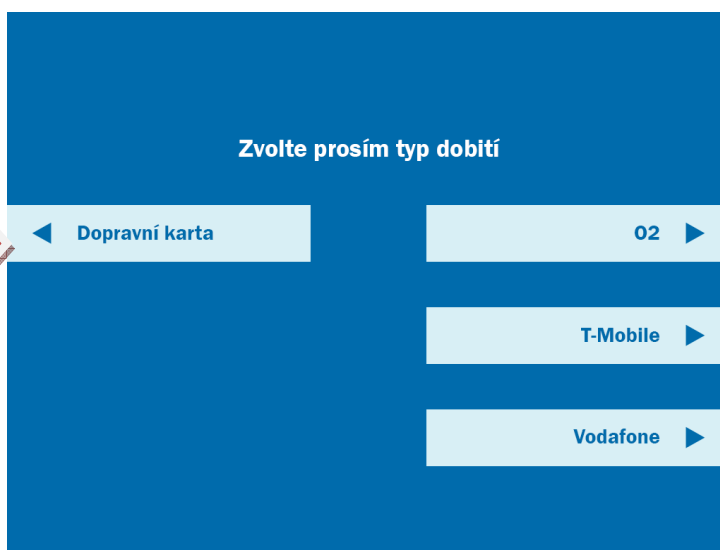 Zvolte prosím typ dobití
Dopravní karta
O2
T-Mobile
Vodafone